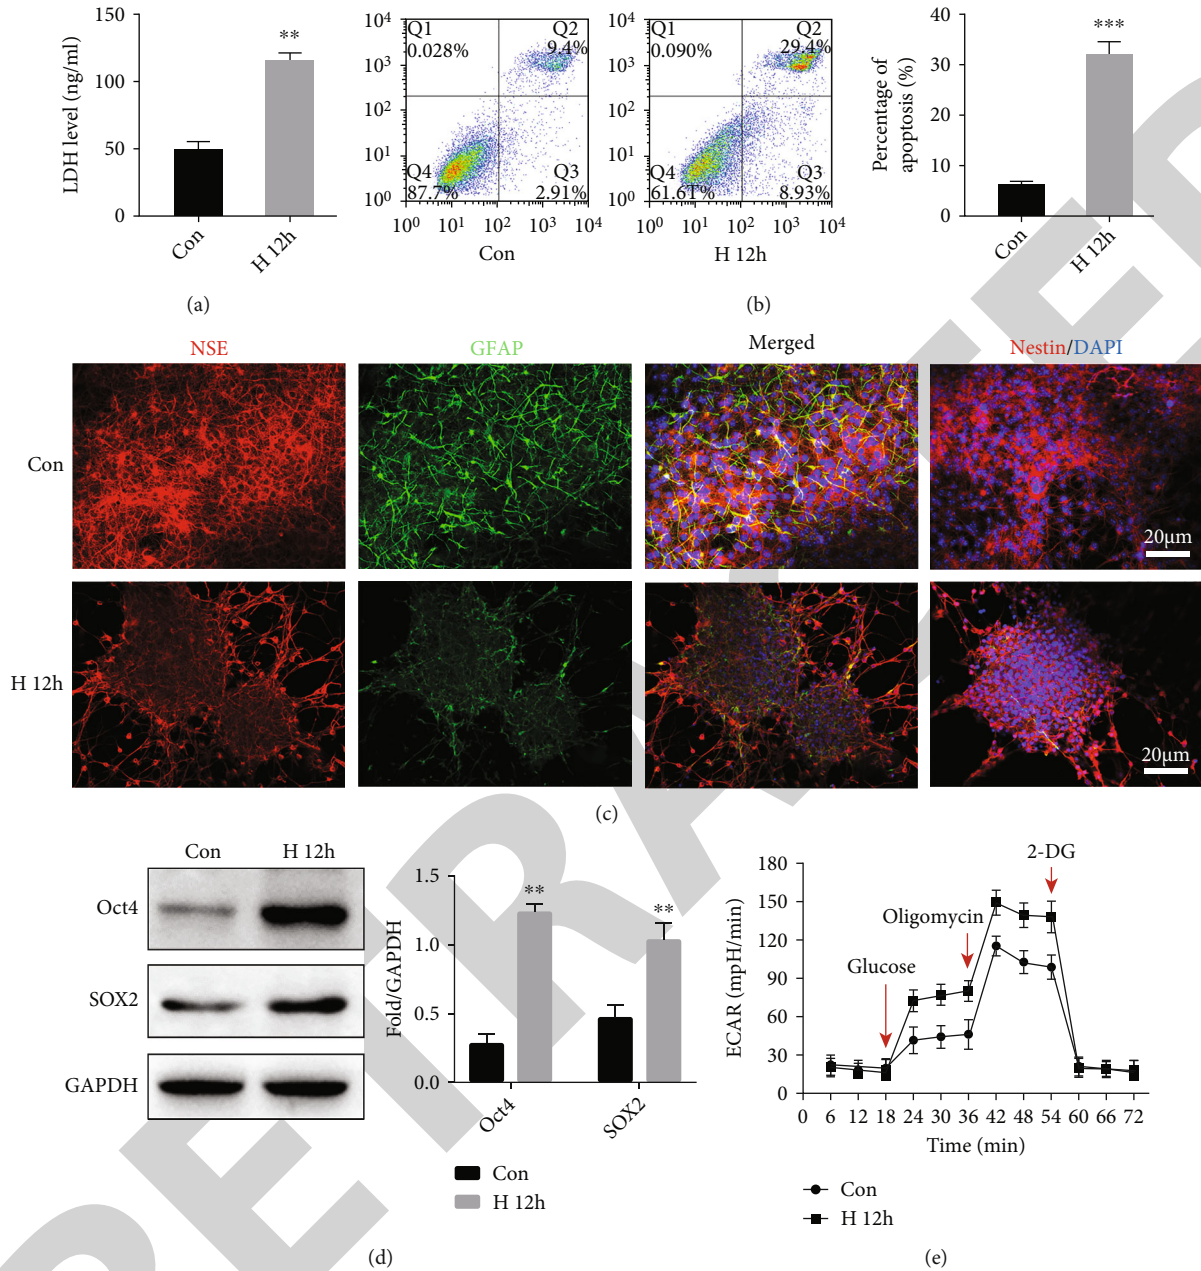 LDH level (ng/ml)
150
100
50
0
**
Con
H 12h
(a)
Q1
0.028%
Q2
9.4%
Q4
87.7%
Q3
2.91%
10⁴
10³
10²
10¹
10⁰
10⁰ 10¹ 10² 10³ 10⁴
Con
Q1
0.090%
Q2
29.4%
Q4
61.61%
Q3
8.93%
10⁴
10³
10²
10¹
10⁰
10⁰ 10¹ 10² 10³ 10⁴
H 12h
(b)
Percentage of
apoptosis (%)
40
30
20
10
0
***
Con
H 12h
NSE GFAP Merged Nestin/DAPI
Con
20μm
H 12h
20μm
(c)
Con H 12h
Oct4
SOX2
GAPDH
Fold/GAPDH
1.5
1.0
0.5
0.0
**
**
Oct4
SOX2
Con
H 12h
(d)
ECAR (mpH/min)
180
150
120
90
60
30
0
Glucose
Oligomycin
2-DG
0 6 12 18 24 30 36 42 48 54 60 66 72
Time (min)
Con
H 12h
(e)
RETRACTED